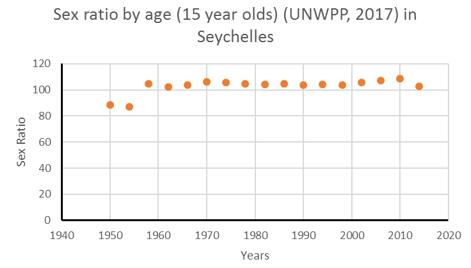 Sex ratio by age (15 year olds) (UNWPP, 2017) in
Seychelles
120
100
80
60
40
20
0
Sex Ratio
1940 1950 1960 1970 1980 1990 2000 2010 2020
Years